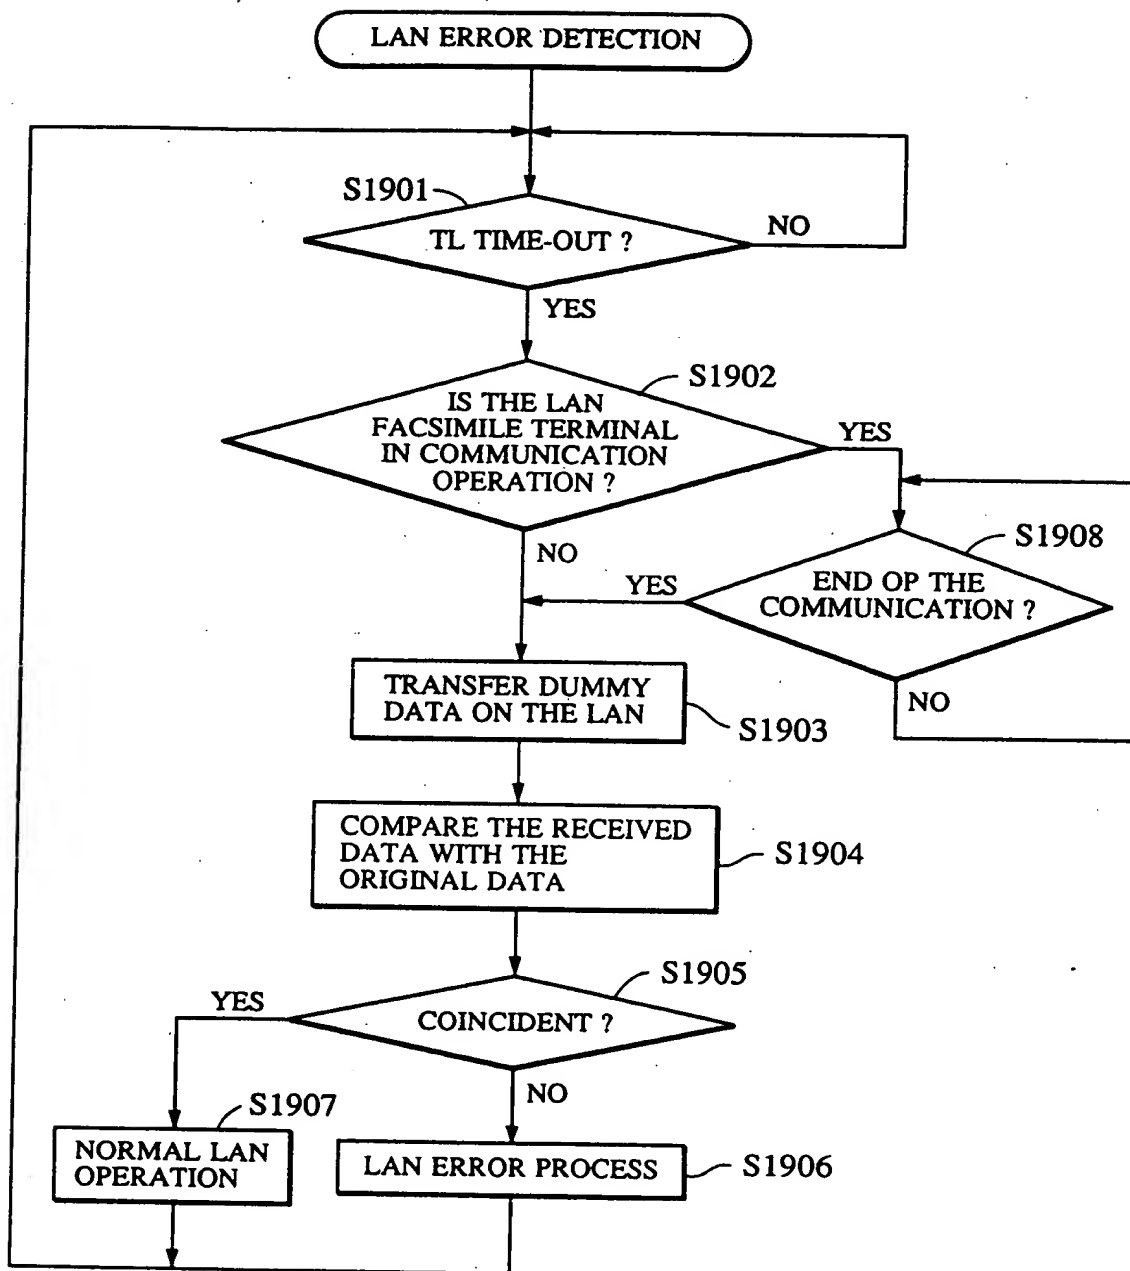 LAN ERROR DETECTION
S1901
TL TIME-OUT ?
NO
YES
S1902
IS THE LAN
FACSIMILE TERMINAL
IN COMMUNICATION
OPERATION ?
YES
NO
S1908
END OP THE
COMMUNICATION ?
YES
NO
TRANSFER DUMMY
DATA ON THE LAN
S1903
COMPARE THE RECEIVED
DATA WITH THE
ORIGINAL DATA
S1904
S1905
COINCIDENT ?
YES
NO
S1907
NORMAL LAN
OPERATION
LAN ERROR PROCESS
S1906